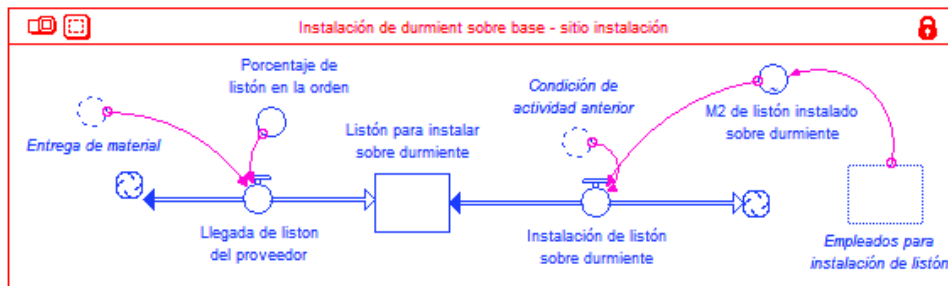 Instalación de durmient sobre base - sitio instalación
Porcentaje de
listón en la orden
Entrega de material
Listón para instalar
sobre durmiente
Condición de
actividad anterior
M2 de listón instalado
sobre durmiente
Llegada de liston
del proveedor
Instalación de listón
sobre durmiente
Empleados para
instalación de listón